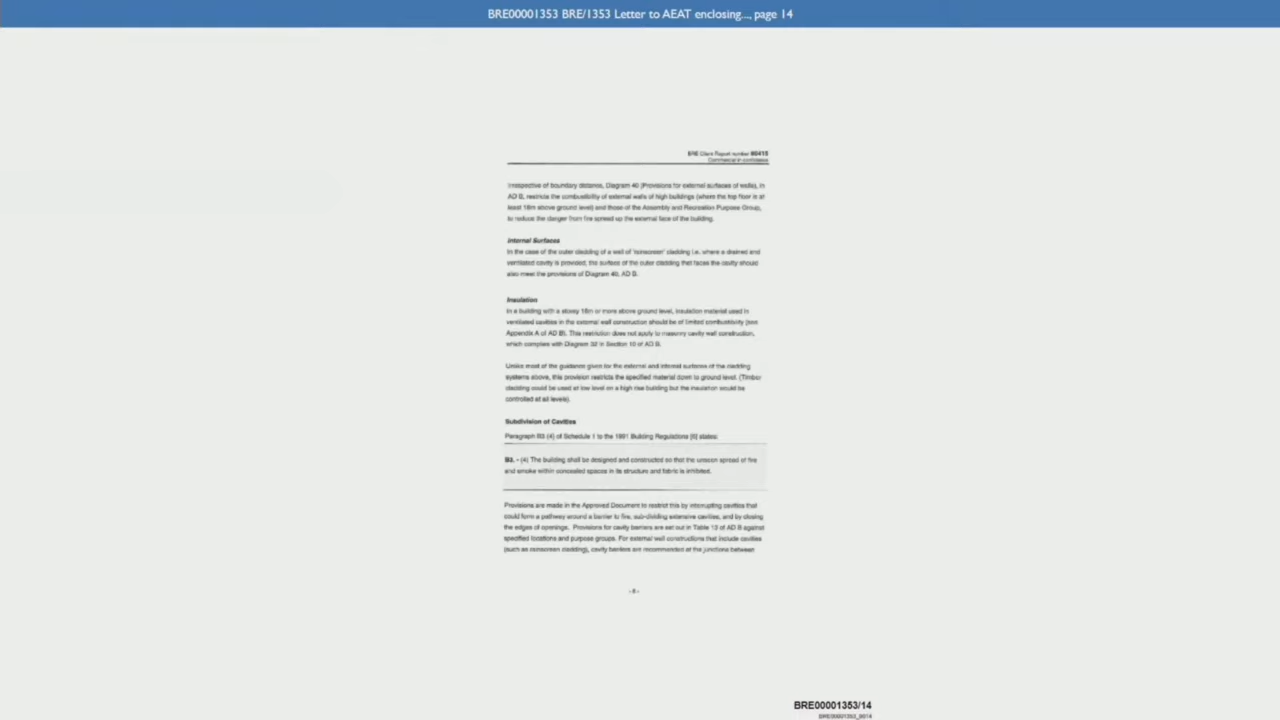 BRE00001353 BRE/1353 Letter to AEAT enclosing..., page 14
BRE Client Report number 80415
Commercial in confidence
Irrespective of boundary distance, Diagram 40 (Provisions for external surfaces of walls), in
AD B, restricts the combustibility of external walls of high buildings (where the top floor is at
least 18m above ground level) and those of the Assembly and Recreation Purpose Group,
to reduce the danger from fire spread up the external face of the building.
Internal Surfaces
In the case of the outer cladding of a wall of 'rainscreen' cladding i.e. where a drained and
ventilated cavity is provided, the surface of the outer cladding that faces the cavity should
also meet the provisions of Diagram 40, AD B.
Insulation
In a building with a storey 18m or more above ground level, insulation material used in
ventilated cavities in the external wall construction should be of limited combustibility (see
Appendix A of AD B). This restriction does not apply to masonry cavity wall construction,
which complies with Diagram 32 in Section 10 of AD B.
Unlike most of the guidance given for the external and internal surfaces of the cladding
systems above, this provision restricts the specified material down to ground level. (Timber
cladding could be used at low level on a high rise building but the insulation would be
controlled at all levels).
Subdivision of Cavities
Paragraph B3 (4) of Schedule 1 to the 1991 Building Regulations [5] states:
B3. - (4) The building shall be designed and constructed so that the unseen spread of fire
and smoke within concealed spaces in its structure and fabric is inhibited.
Provisions are made in the Approved Document to restrict this by interrupting cavities that
could form a pathway around a barrier to fire, sub-dividing extensive cavities, and by closing
the edges of openings. Provisions for cavity barriers are set out in Table 13 of AD B against
specified locations and purpose groups. For external wall constructions that include cavities
(such as rainscreen cladding), cavity barriers are recommended at the junctions between
BRE00001353/14
BRE00001353_0014